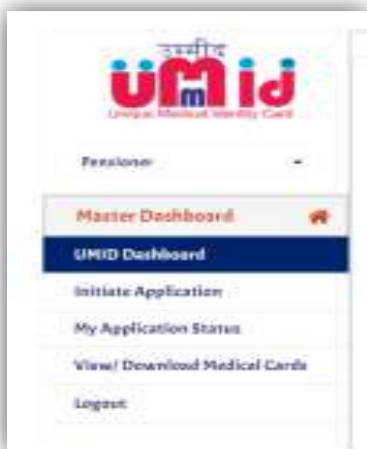 उम्मीद
umid
Unique Medical Identity Card
Pensioner
Master Dashboard
UMID Dashboard
Initiate Application
My Application Status
View/ Download Medical Cards
Logout